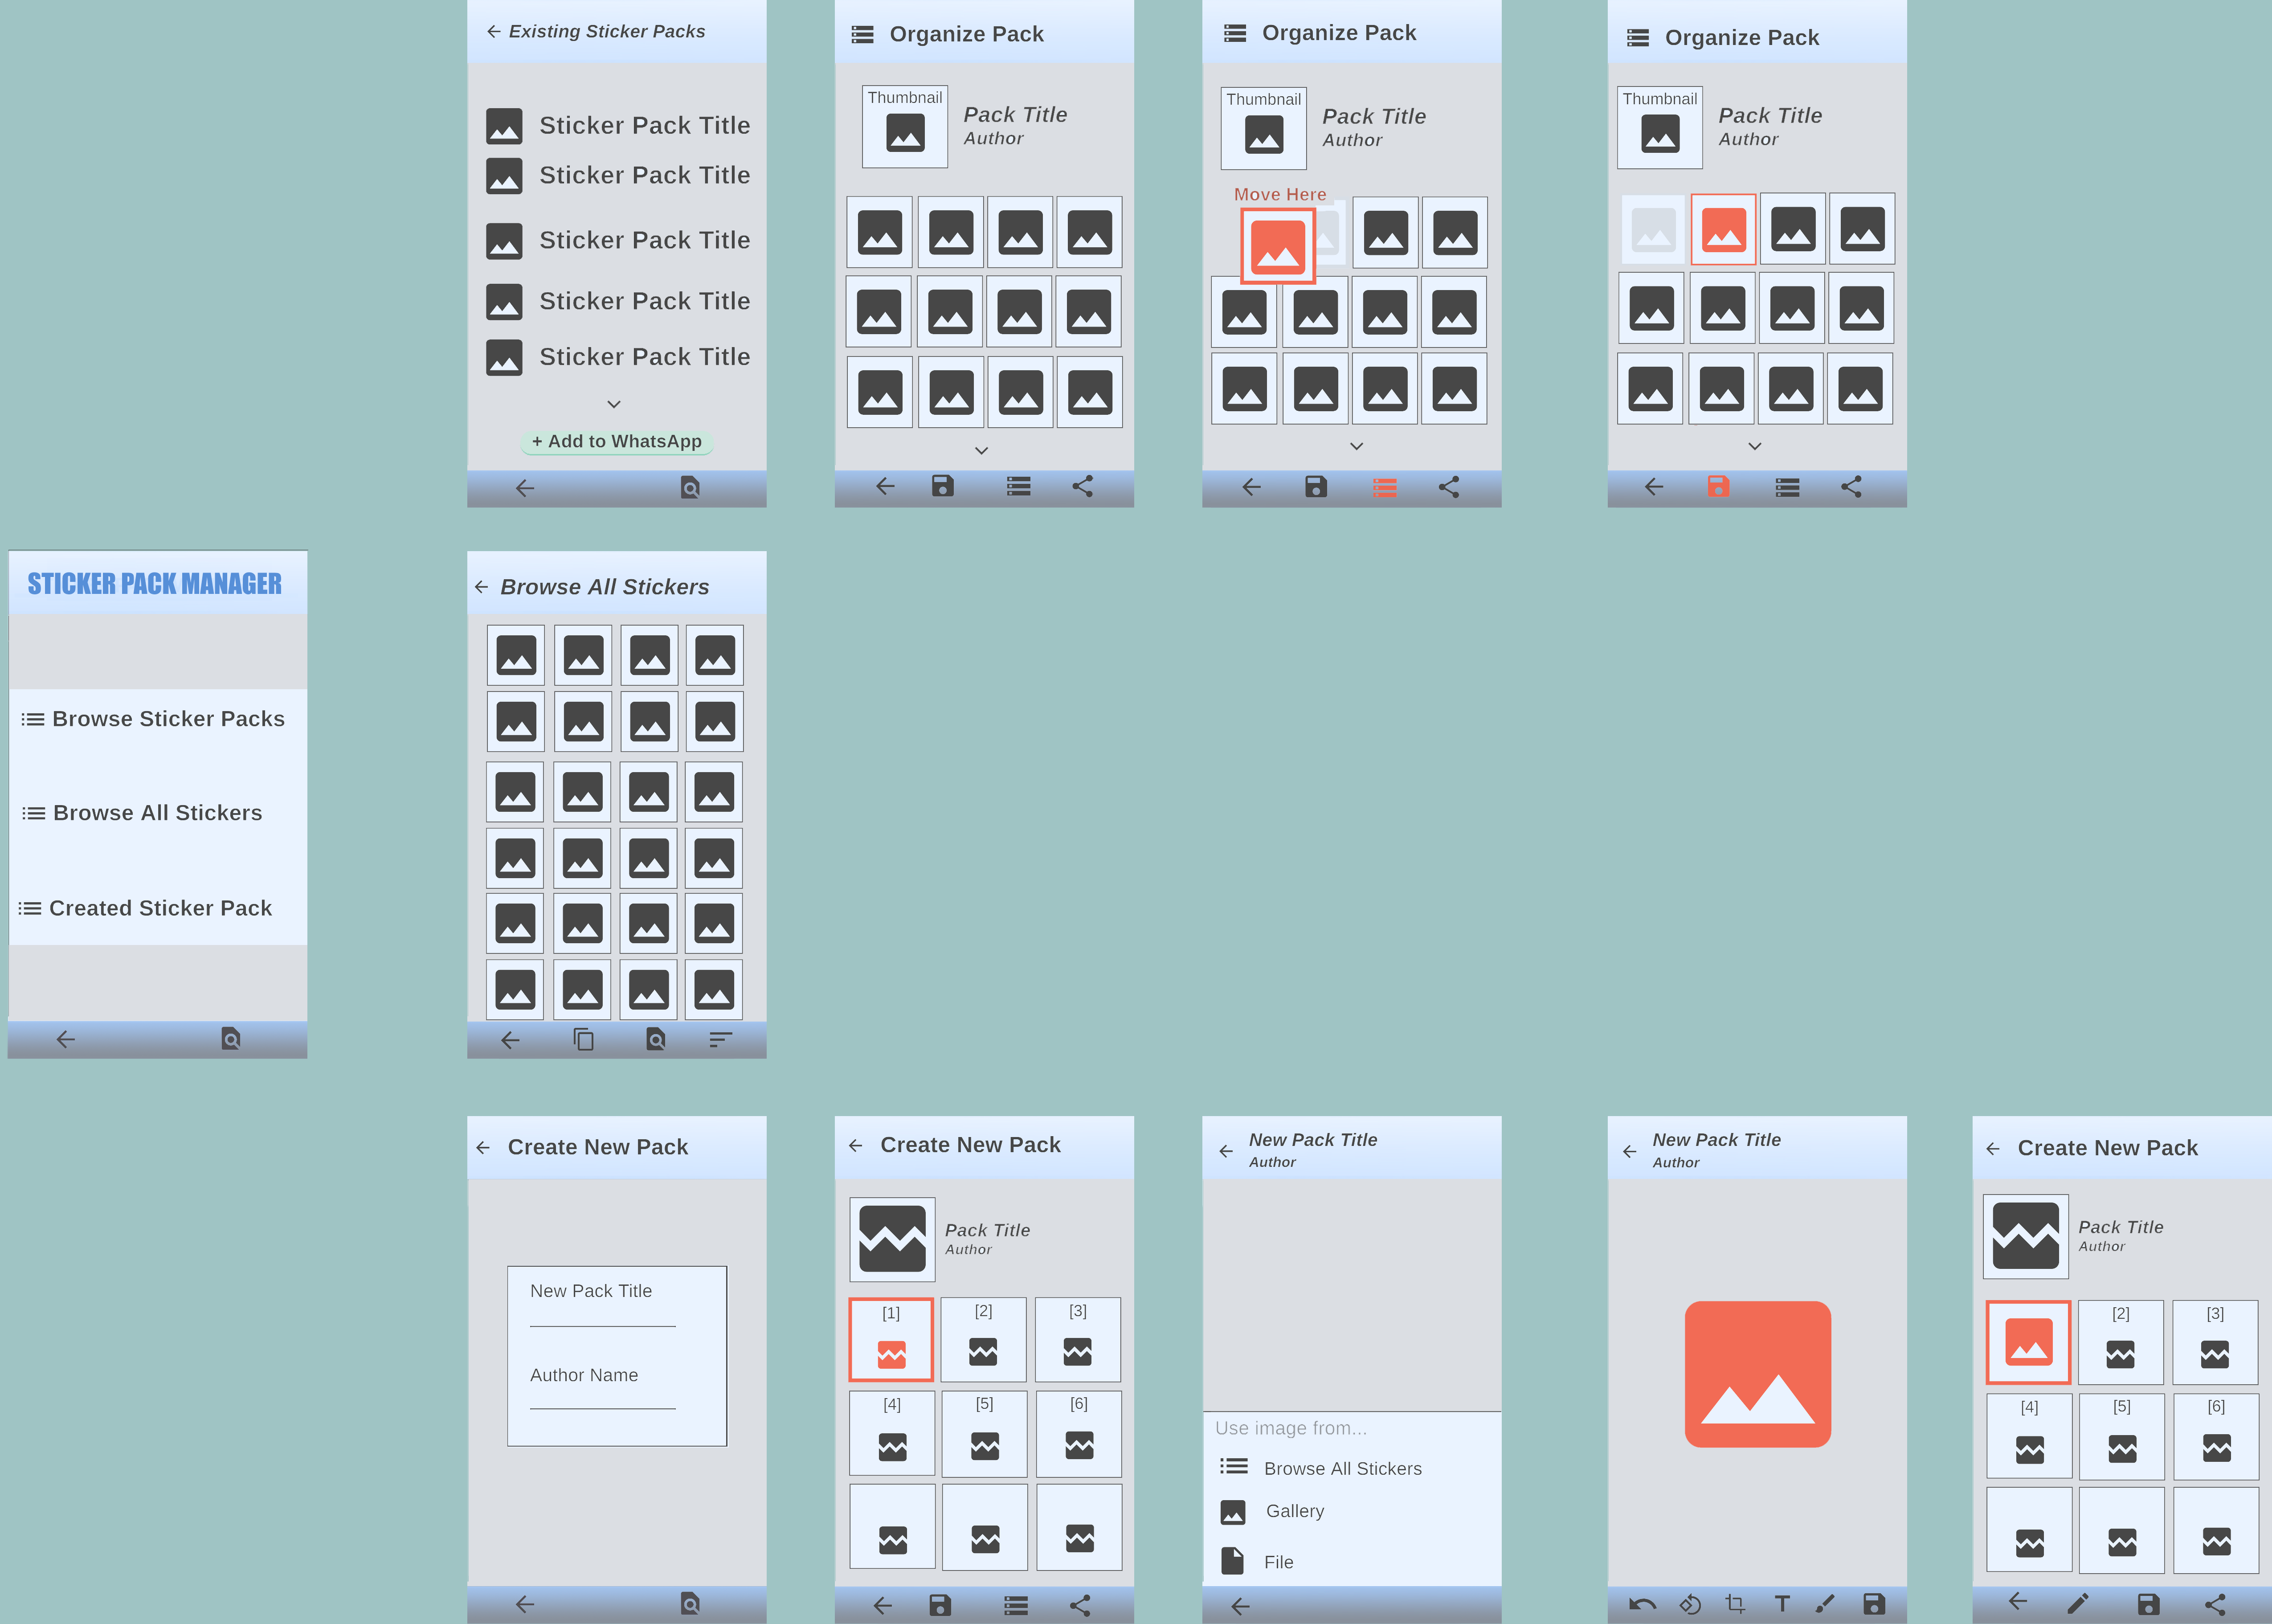 Existing Sticker Packs
Sticker Pack Title
Sticker Pack Title
Sticker Pack Title
Sticker Pack Title
Sticker Pack Title
+ Add to WhatsApp
Organize Pack
Thumbnail
Pack Title
Author
Organize Pack
Thumbnail
Pack Title
Author
Move Here
Organize Pack
Thumbnail
Pack Title
Author
STICKER PACK MANAGER
Browse Sticker Packs
Browse All Stickers
Created Sticker Pack
Browse All Stickers
Create New Pack
New Pack Title
Author Name
Create New Pack
Pack Title
Author
[1] [2] [3]
[4] [5] [6]
New Pack Title
Author
Use image from...
Browse All Stickers
Gallery
File
New Pack Title
Author
T
Create New Pack
Pack Title
Author
[2] [3]
[4] [5] [6]